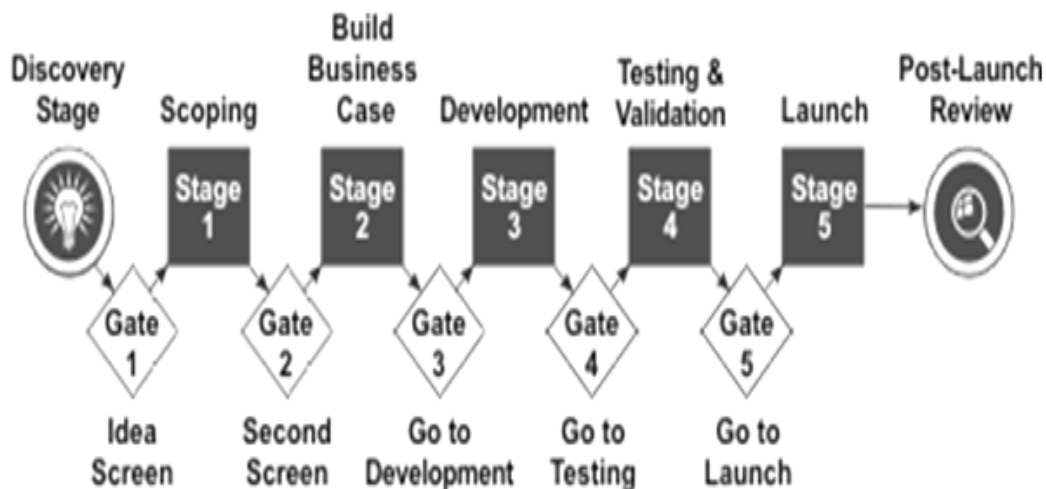 Discovery
Stage
Scoping
Build
Business
Case
Development
Testing &
Validation
Launch
Post-Launch
Review
Stage
1
Stage
2
Stage
3
Stage
4
Stage
5
Gate
1
Gate
2
Gate
3
Gate
4
Gate
5
Idea
Screen
Second
Screen
Go to
Development
Go to
Testing
Go to
Launch